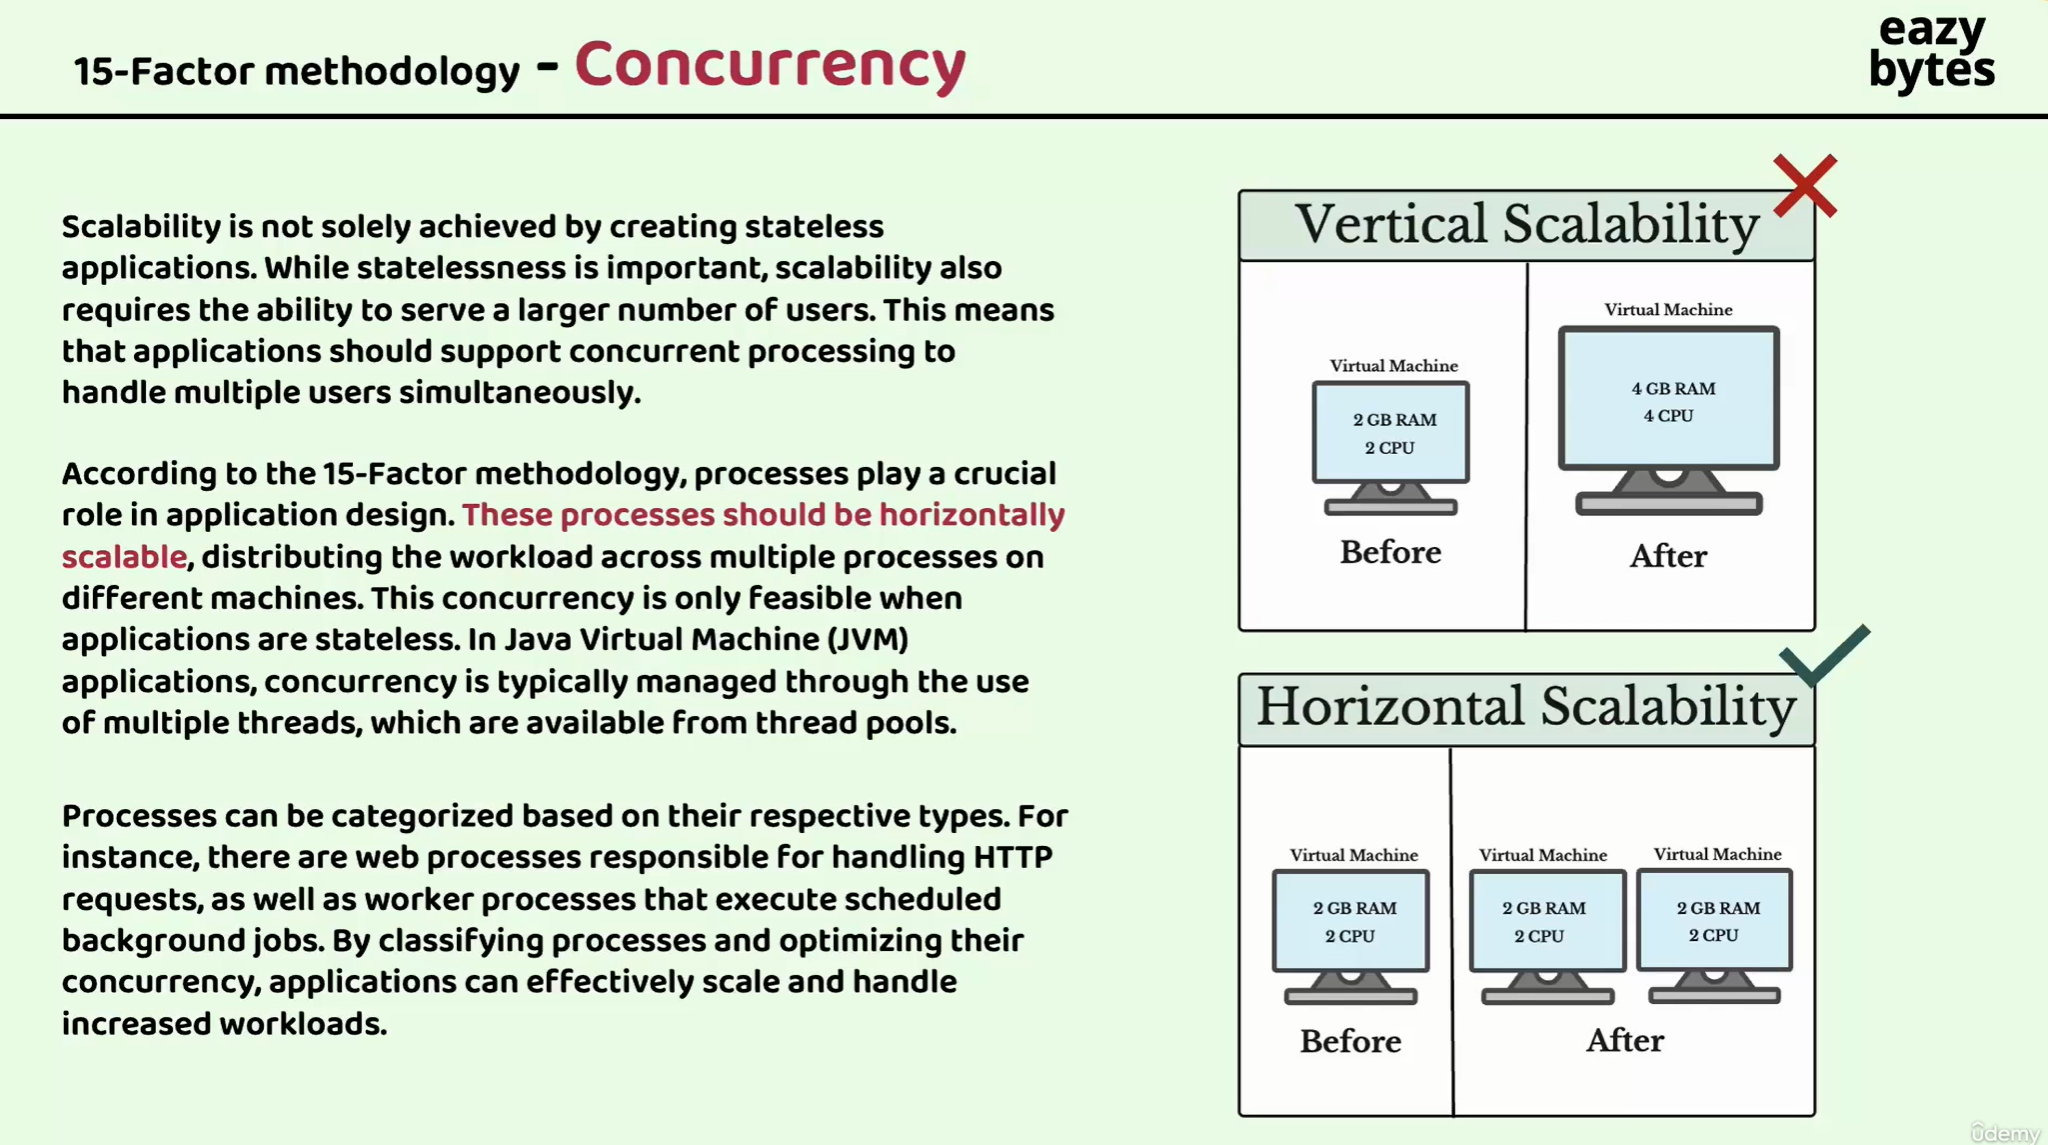 15-Factor methodology - Concurrency
eazy
bytes
Scalability is not solely achieved by creating stateless
applications. While statelessness is important, scalability also
requires the ability to serve a larger number of users. This means
that applications should support concurrent processing to
handle multiple users simultaneously.
According to the 15-Factor methodology, processes play a crucial
role in application design. These processes should be horizontally
scalable, distributing the workload across multiple processes on
different machines. This concurrency is only feasible when
applications are stateless. In Java Virtual Machine (JVM)
applications, concurrency is typically managed through the use
of multiple threads, which are available from thread pools.
Processes can be categorized based on their respective types. For
instance, there are web processes responsible for handling HTTP
requests, as well as worker processes that execute scheduled
background jobs. By classifying processes and optimizing their
concurrency, applications can effectively scale and handle
increased workloads.
Vertical Scalability
Virtual Machine
2 GB RAM
2 CPU
Before
Virtual Machine
4 GB RAM
4 CPU
After
Horizontal Scalability
Virtual Machine
2 GB RAM
2 CPU
Before
Virtual Machine
2 GB RAM
2 CPU
Virtual Machine
2 GB RAM
2 CPU
After
ûdemy